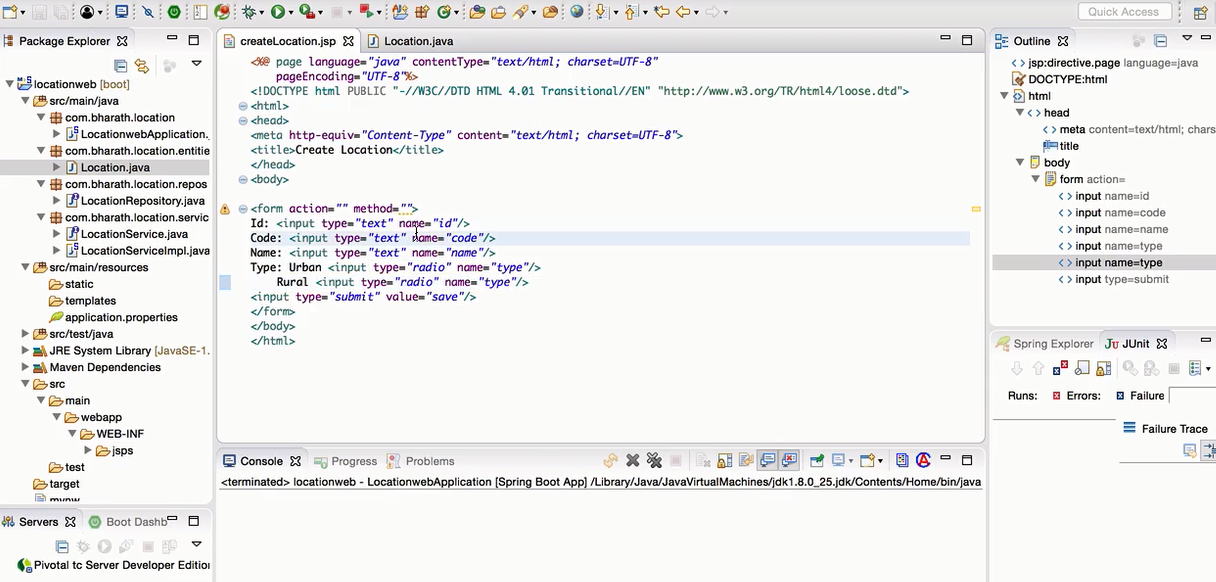 Quick Access
Package Explorer
locationweb [boot]
src/main/java
com.bharath.location
LocationwebApplication.
com.bharath.location.entitie
Location.java
com.bharath.location.repos
LocationRepository.java
com.bharath.location.servic
LocationService.java
LocationServiceImpl.java
src/main/resources
static
templates
application.properties
src/test/java
JRE System Library [JavaSE-1.
Maven Dependencies
src
main
webapp
WEB-INF
jsps
test
target
Servers
Boot Dashb
Pivotal tc Server Developer Edition
createLocation.jsp
Location.java
<%@ page language="java" contentType="text/html; charset=UTF-8"
pageEncoding="UTF-8"%>
<!DOCTYPE html PUBLIC "-//W3C//DTD HTML 4.01 Transitional//EN" "http://www.w3.org/TR/html4/loose.dtd">
<html>
<head>
<meta http-equiv="Content-Type" content="text/html; charset=UTF-8">
<title>Create Location</title>
</head>
<body>
<form action="" method="">
Id: <input type="text" name="id"/>
Code: <input type="text" name="code"/>
Name: <input type="text" name="name"/>
Type: Urban <input type="radio" name="type"/>
Rural <input type="radio" name="type"/>
<input type="submit" value="save"/>
</form>
</body>
</html>
Console
Progress
Problems
<terminated> locationweb - LocationwebApplication [Spring Boot App] /Library/Java/JavaVirtualMachines/jdk1.8.0_25.jdk/Contents/Home/bin/java
Outline
jsp:directive.page language=java
DOCTYPE:html
html
head
meta content=text/html; chars
title
body
form action=
input name=id
input name=code
input name=name
input name=type
input name=type
input type=submit
Spring Explorer
JUnit
Runs:
Errors:
Failure
Failure Trace